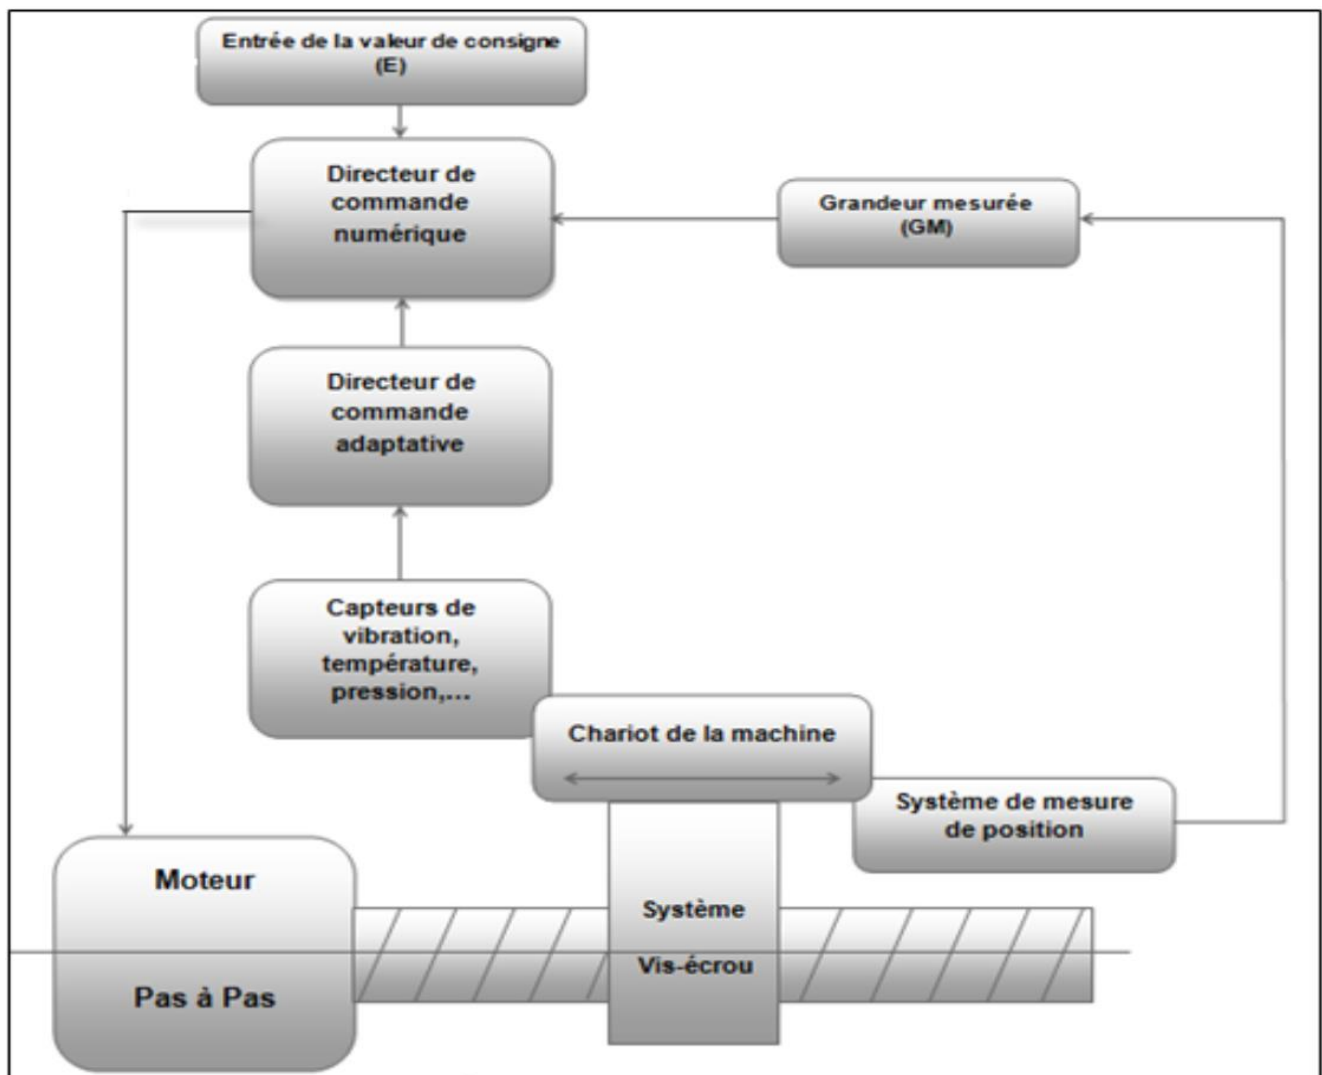 Entrée de la valeur de consigne
(E)
Directeur de
commande
numérique
Grandeur mesurée
(GM)
Directeur de
commande
adaptative
Capteurs de
vibration,
température,
pression,...
Chariot de la machine
Système de mesure
de position
Moteur
Pas à Pas
Système
Vis-écrou